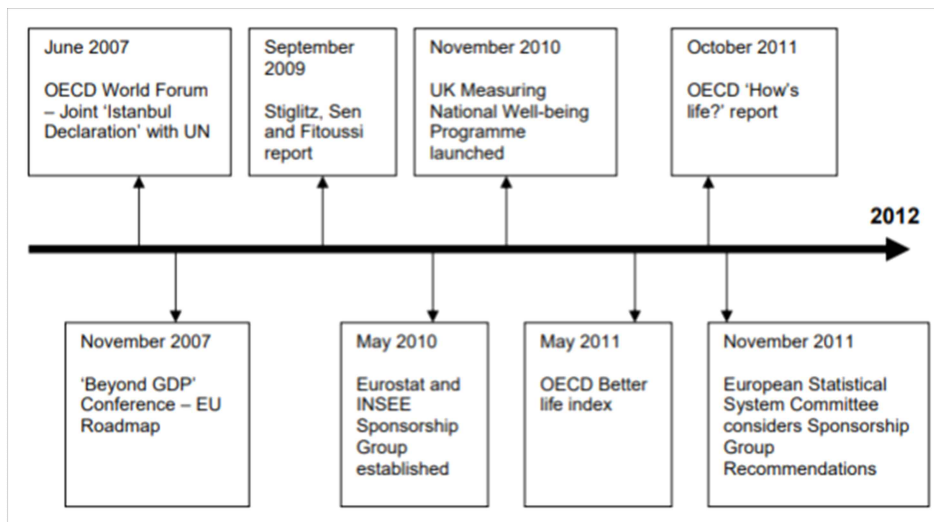 June 2007
OECD World Forum
– Joint ‘Istanbul
Declaration’ with UN
September
2009
Stiglitz, Sen
and Fitoussi
report
November 2010
UK Measuring
National Well-being
Programme
launched
October 2011
OECD ‘How's
life?’ report
2012
November 2007
‘Beyond GDP’
Conference – EU
Roadmap
May 2010
Eurostat and
INSEE
Sponsorship
Group
established
May 2011
OECD Better
life index
November 2011
European Statistical
System Committee
considers Sponsorship
Group
Recommendations